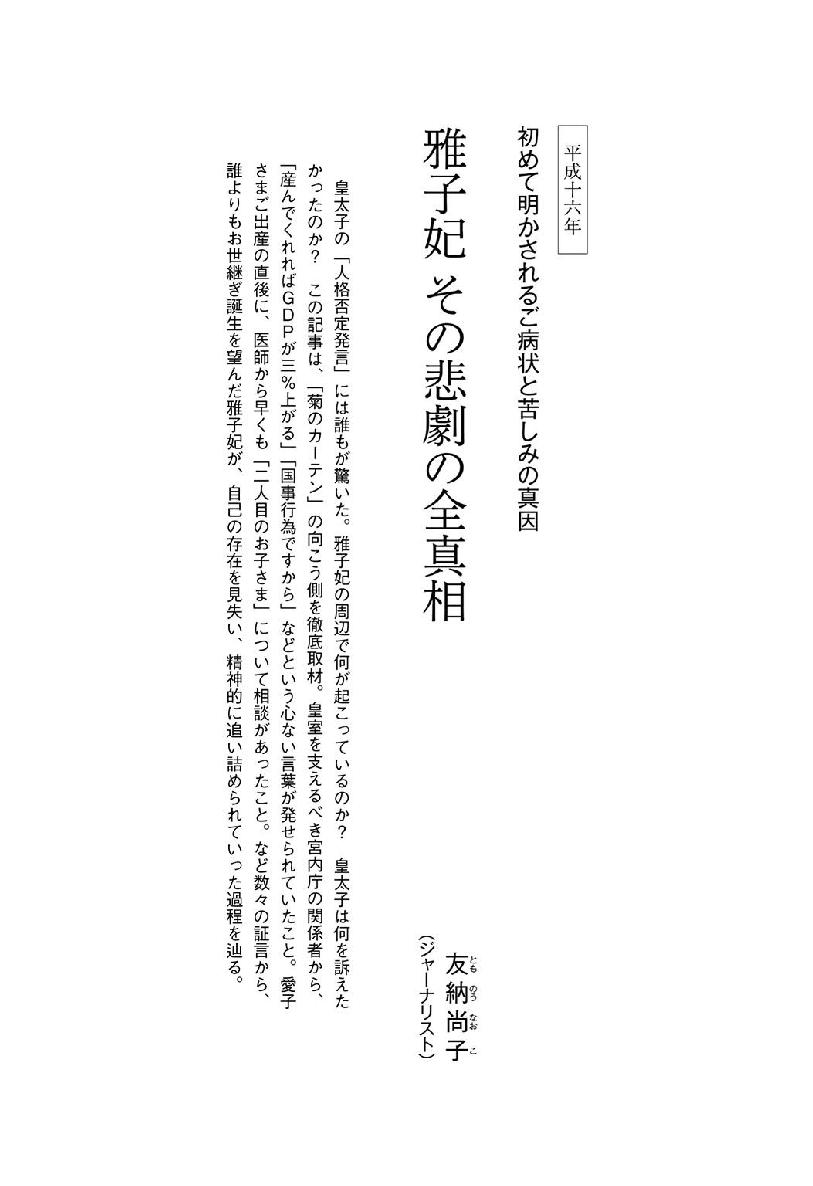 平成十六年
初めて明かされるご病状と苦しみの真因
雅子妃 その悲劇の全真相
友納尚子
とものうなおこ
（ジャーナリスト）
皇太子の「人格否定発言」には誰もが驚いた。雅子妃の周辺で何が起こっているのか？　皇太子は何を訴えた
かったのか？　この記事は、「菊のカーテン」の向こう側を徹底取材。皇室を支えるべき宮内庁の関係者から、
「産んでくれればＧＤＰが三％上がる」「国事行為ですから」などという心ない言葉が発せられていたこと。愛子
さまご出産の直後に、医師から早くも「二人目のお子さま」について相談があったこと。など数々の証言から、
誰よりもお世継ぎ誕生を望んだ雅子妃が、自己の存在を見失い、精神的に追い詰められていった過程を辿る。